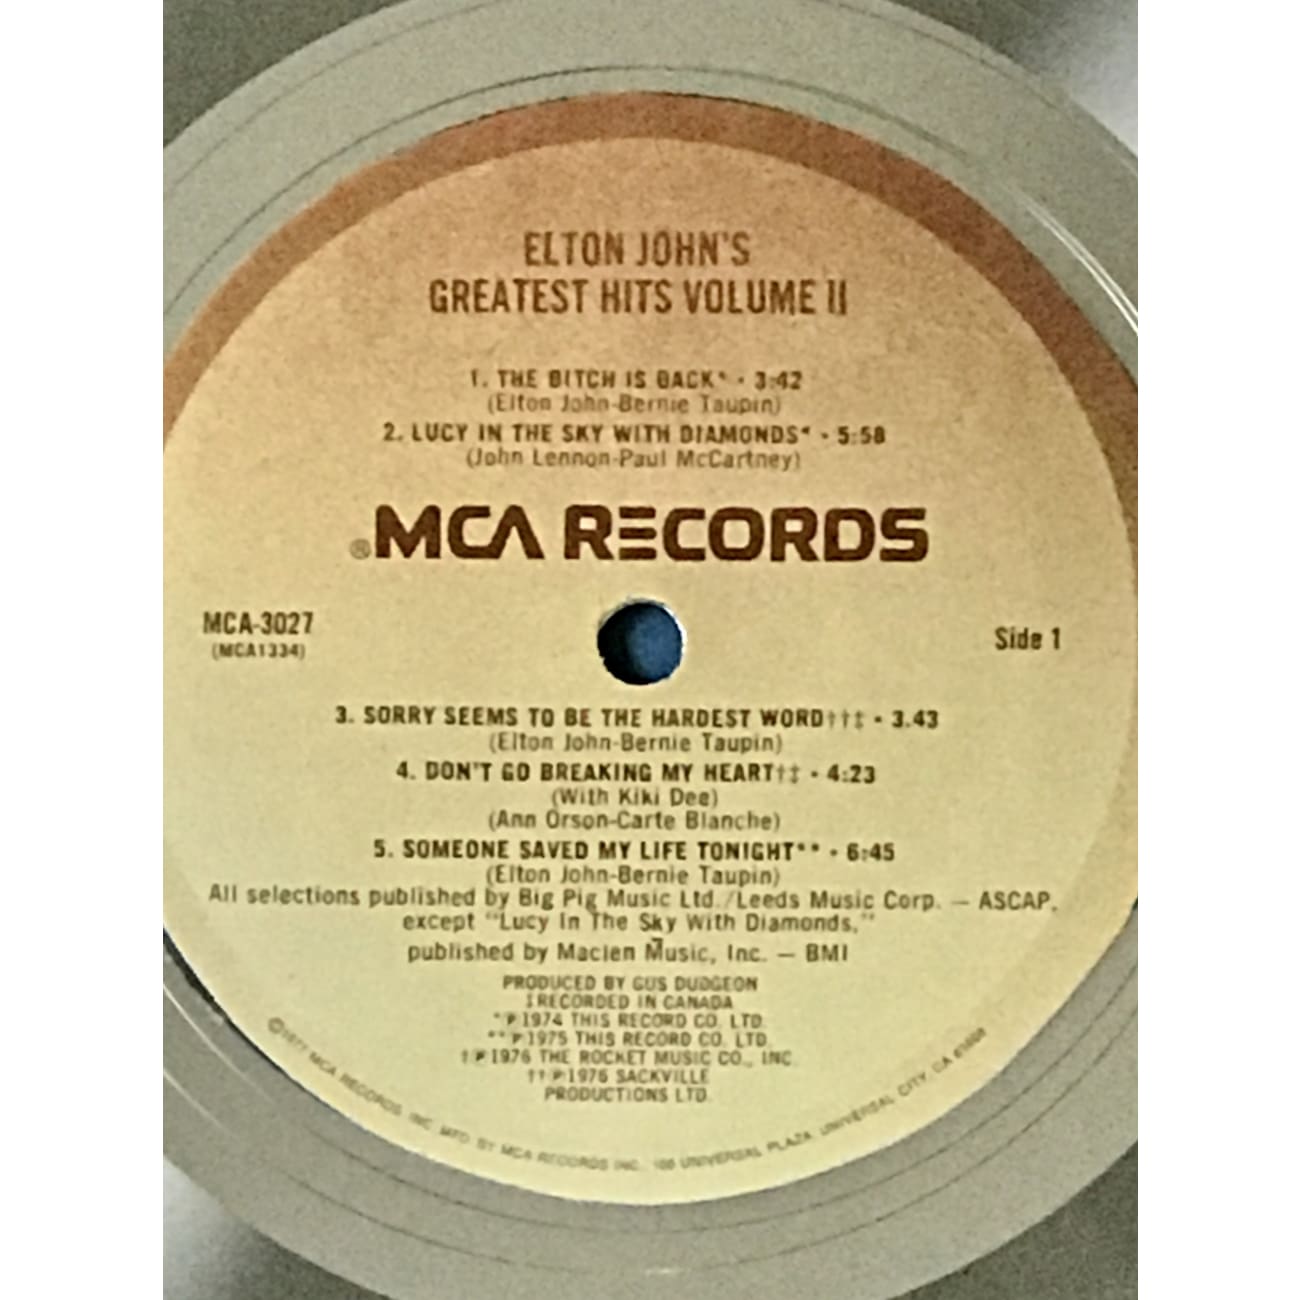 ELTON JOHN'S
GREATEST HITS VOLUME II
1. THE BITCH IS BACK* • 3:42
(Elton John-Bernie Taupin)
2. LUCY IN THE SKY WITH DIAMONDS* • 5:58
(John Lennon-Paul McCartney)
®MCA RECORDS
MCA-3027
(MCA1334)
Side 1
3. SORRY SEEMS TO BE THE HARDEST WORD††‡ • 3.43
(Elton John-Bernie Taupin)
4. DON'T GO BREAKING MY HEART†‡ • 4:23
(With Kiki Dee)
(Ann Orson-Carte Blanche)
5. SOMEONE SAVED MY LIFE TONIGHT** • 6:45
(Elton John-Bernie Taupin)
All selections published by Big Pig Music Ltd./Leeds Music Corp. — ASCAP,
except "Lucy In The Sky With Diamonds,"
published by Maclen Music, Inc. — BMI
PRODUCED BY GUS DUDGEON
‡RECORDED IN CANADA
*℗1974 THIS RECORD CO. LTD.
**℗1975 THIS RECORD CO. LTD.
†℗1976 THE ROCKET MUSIC CO., INC.
††℗1976 SACKVILLE
PRODUCTIONS LTD.
©1977 MCA RECORDS, INC. MFD. BY MCA RECORDS INC., 100 UNIVERSAL PLAZA, UNIVERSAL CITY, CA